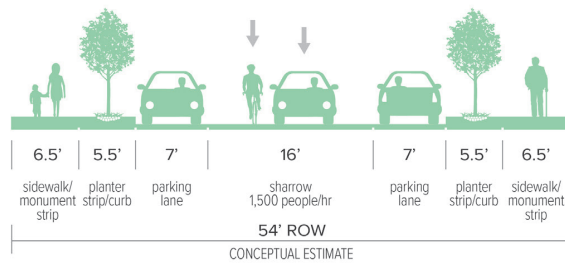 6.5' 5.5' 7' 16' 7' 5.5' 6.5'
sidewalk/ planter parking sharrow parking planter sidewalk/
monument strip/curb lane 1,500 people/hr lane strip/curb monument
strip strip
54' ROW
CONCEPTUAL ESTIMATE